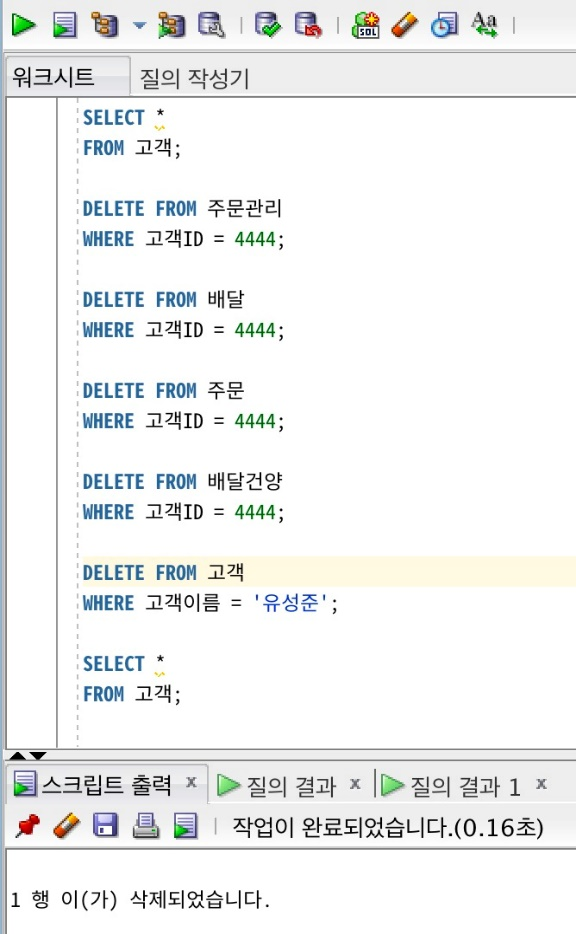 SQL
Aa
워크시트 질의 작성기
SELECT *
FROM 고객;
DELETE FROM 주문관리
WHERE 고객ID = 4444;
DELETE FROM 배달
WHERE 고객ID = 4444;
DELETE FROM 주문
WHERE 고객ID = 4444;
DELETE FROM 배달건양
WHERE 고객ID = 4444;
DELETE FROM 고객
WHERE 고객이름 = '유성준';
SELECT *
FROM 고객;
스크립트 출력 x 질의 결과 x 질의 결과 1 x
작업이 완료되었습니다.(0.16초)
1 행 이(가) 삭제되었습니다.